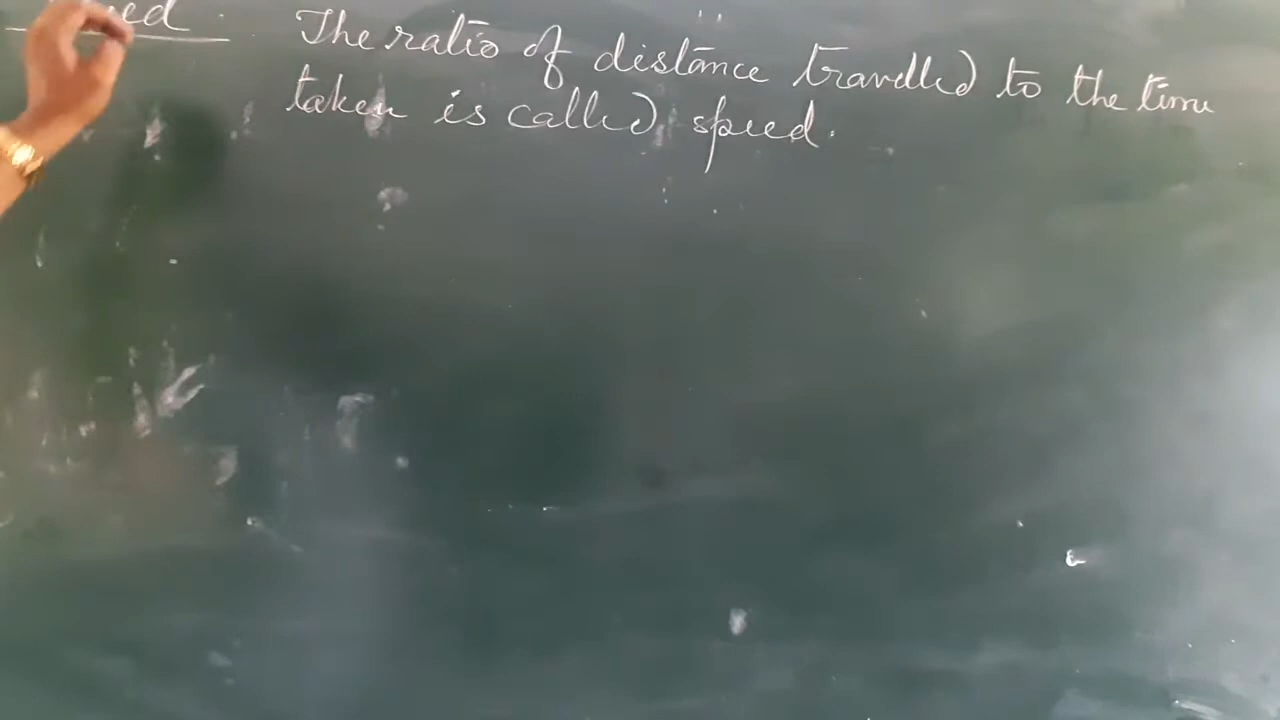 The ratio of distance travelled to the time
taken is called speed.